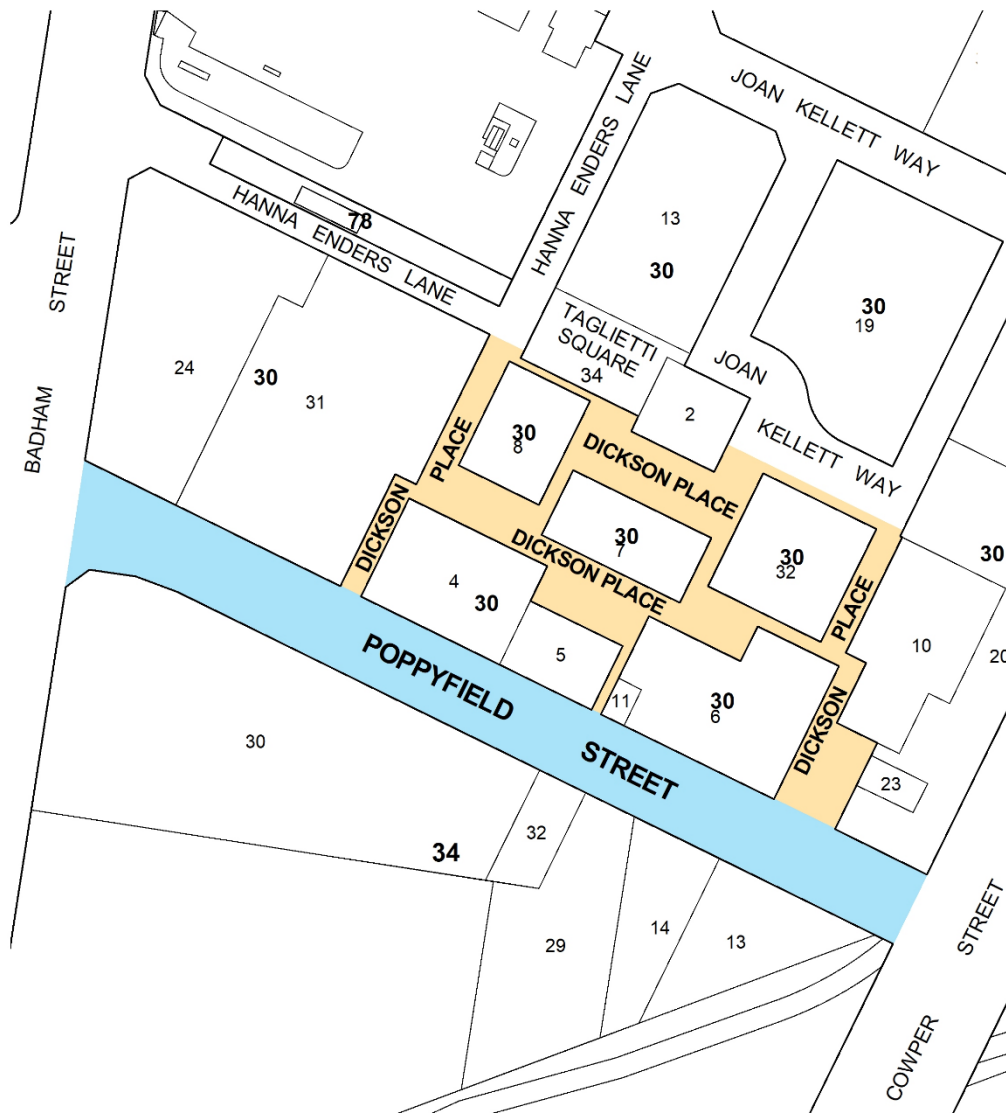 JOAN KELLETT WAY
HANNA ENDERS LANE
13
30
78
HANNA ENDERS LANE
STREET
BADHAM
30
19
TAGLIETTI
SQUARE
34
JOAN
KELLETT WAY
2
24
30
31
30
8
PLACE
DICKSON
DICKSON PLACE
30
7
DICKSON PLACE
30
32
30
PLACE
DICKSON
10
20
4
30
5
11
30
6
23
POPPYFIELD
STREET
30
34
32
29
14
13
STREET
COWPER